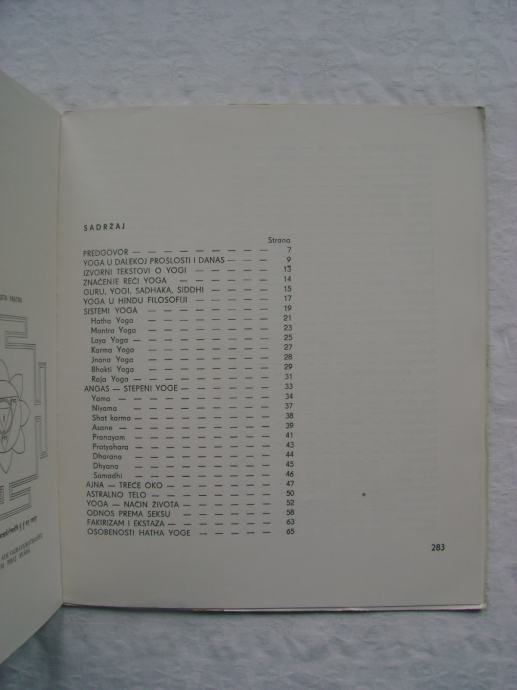 SADRŽAJ
Strana
PREDGOVOR — — — — — — — — — 7
YOGA U DALEKOJ PROŠLOSTI I DANAS — — — 9
IZVORNI TEKSTOVI O YOGI — — — — — 13
ZNAČENJE REČI YOGA — — — — — — 14
GURU, YOGI, SADHAKA, SIDDHI — — — — 15
YOGA U HINDU FILOSOFIJI — — — — — 17
SISTEMI YOGA — — — — — — — — 19
Hatha Yoga — — — — — — — — 21
Mantra Yoga — — — — — — — — 23
Laya Yoga — — — — — — — — 25
Karma Yoga — — — — — — — — 27
Jnana Yoga — — — — — — — — 28
Bhakti Yoga — — — — — — — — 29
Raja Yoga — — — — — — — — 31
ANGAS — STEPENI YOGE — — — — — — 33
Yama — — — — — — — — 34
Niyama — — — — — — — — 37
Shat karma — — — — — — — — 38
Asane — — — — — — — — 39
Pranayam — — — — — — — — 41
Pratyahara — — — — — — — — 43
Dharana — — — — — — — — 44
Dhyana — — — — — — — — 45
Samadhi — — — — — — — — 46
AJNA — TREĆE OKO — — — — — — — 47
ASTRALNO TELO — — — — — — — 50
YOGA — NAČIN ŽIVOTA — — — — — — 52
ODNOS PREMA SEKSU — — — — — — 58
FAKIRIZAM I EKSTAZA — — — — — — 63
OSOBENOSTI HATHA YOGE — — — — — 65
283